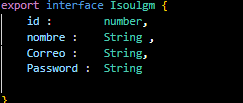 export interface Isoulgm {
id : number,
nombre : String ,
Correo : String,
Password : String
}